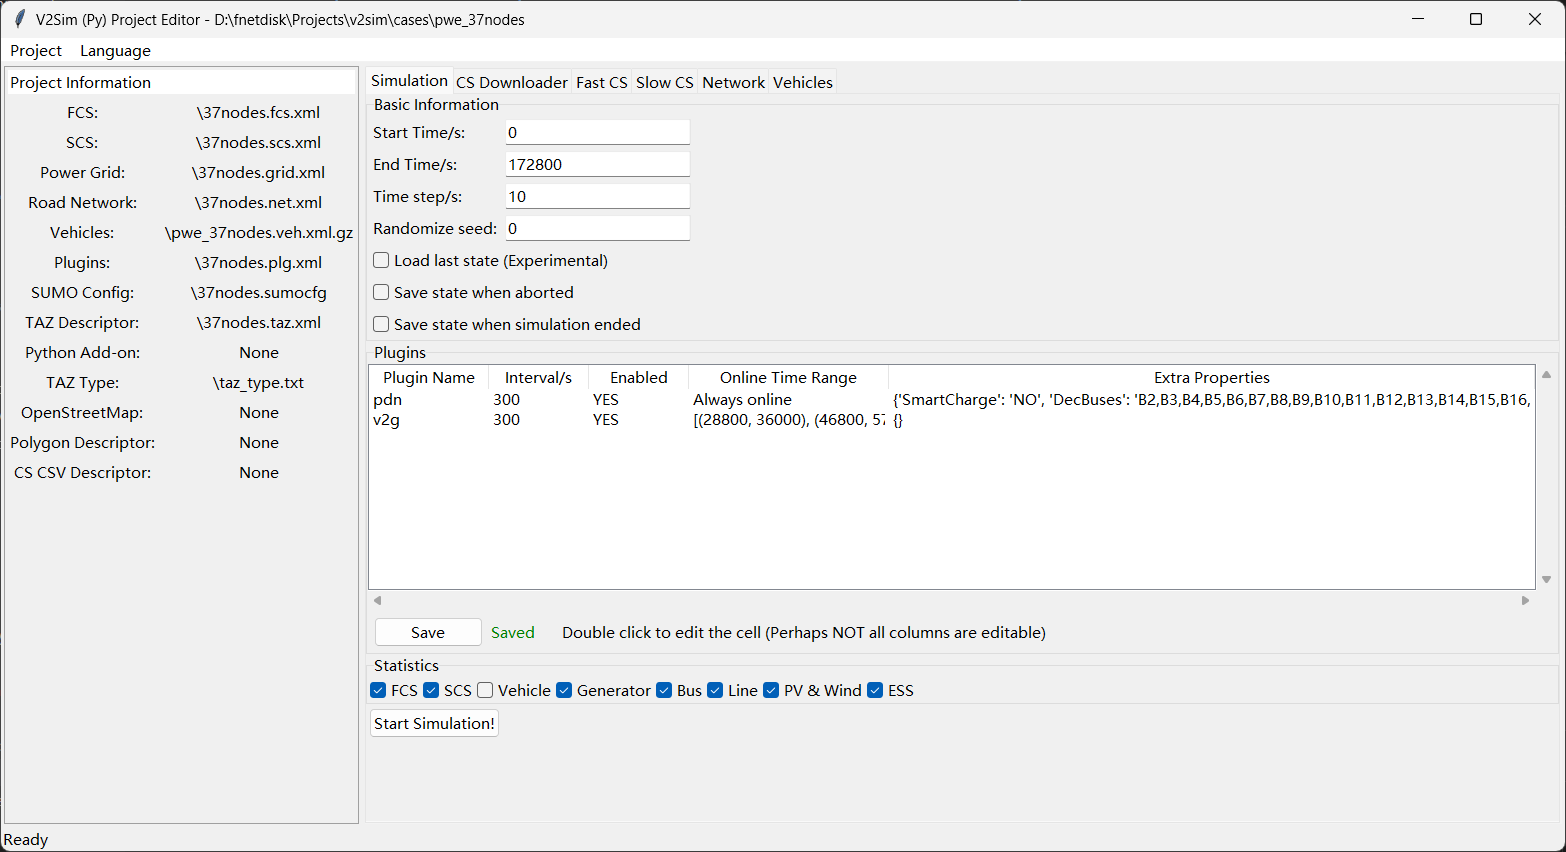 V2Sim (Py) Project Editor - D:\fnetdisk\Projects\v2sim\cases\pwe_37nodes
Project Language
Project Information
FCS: \37nodes.fcs.xml
SCS: \37nodes.scs.xml
Power Grid: \37nodes.grid.xml
Road Network: \37nodes.net.xml
Vehicles: \pwe_37nodes.veh.xml.gz
Plugins: \37nodes.plg.xml
SUMO Config: \37nodes.sumocfg
TAZ Descriptor: \37nodes.taz.xml
Python Add-on: None
TAZ Type: \taz_type.txt
OpenStreetMap: None
Polygon Descriptor: None
CS CSV Descriptor: None
Simulation CS Downloader Fast CS Slow CS Network Vehicles
Basic Information
Start Time/s: 0
End Time/s: 172800
Time step/s: 10
Randomize seed: 0
Load last state (Experimental)
Save state when aborted
Save state when simulation ended
Plugins
Plugin Name Interval/s Enabled Online Time Range Extra Properties
pdn 300 YES Always online {'SmartCharge': 'NO', 'DecBuses': 'B2,B3,B4,B5,B6,B7,B8,B9,B10,B11,B12,B13,B14,B15,B16,
v2g 300 YES [(28800, 36000), (46800, 57 {}
Save Saved Double click to edit the cell (Perhaps NOT all columns are editable)
Statistics
FCS SCS Vehicle Generator Bus Line PV & Wind ESS
Start Simulation!
Ready